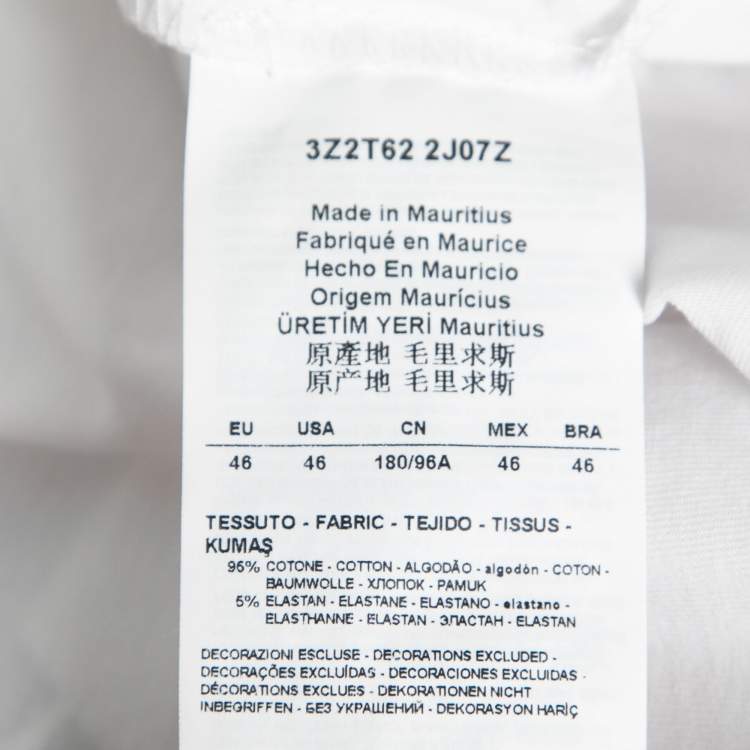 3Z2T62 2J07Z
Made in Mauritius
Fabriqué en Maurice
Hecho En Mauricio
Origem Maurícius
ÜRETİM YERİ Mauritius
原產地 毛里求斯
原产地 毛里求斯
EU USA CN MEX BRA
46 46 180/96A 46 46
TESSUTO - FABRIC - TEJIDO - TISSUS -
KUMAŞ
96% COTONE - COTTON - ALGODÃO - algodón - COTON -
BAUMWOLLE - ХЛОПОК - PAMUK
5% ELASTAN - ELASTANE - ELASTANO - elastano -
ELASTHANNE - ELASTAN - ЭЛАСТАН - ELASTAN
DECORAZIONI ESCLUSE - DECORATIONS EXCLUDED -
DECORAÇÕES EXCLUÍDAS - DECORACIONES EXCLUIDAS -
DÉCORATIONS EXCLUES - DEKORATIONEN NICHT
INBEGRIFFEN - БЕЗ УКРАШЕНИЙ - DEKORASYON HARİÇ